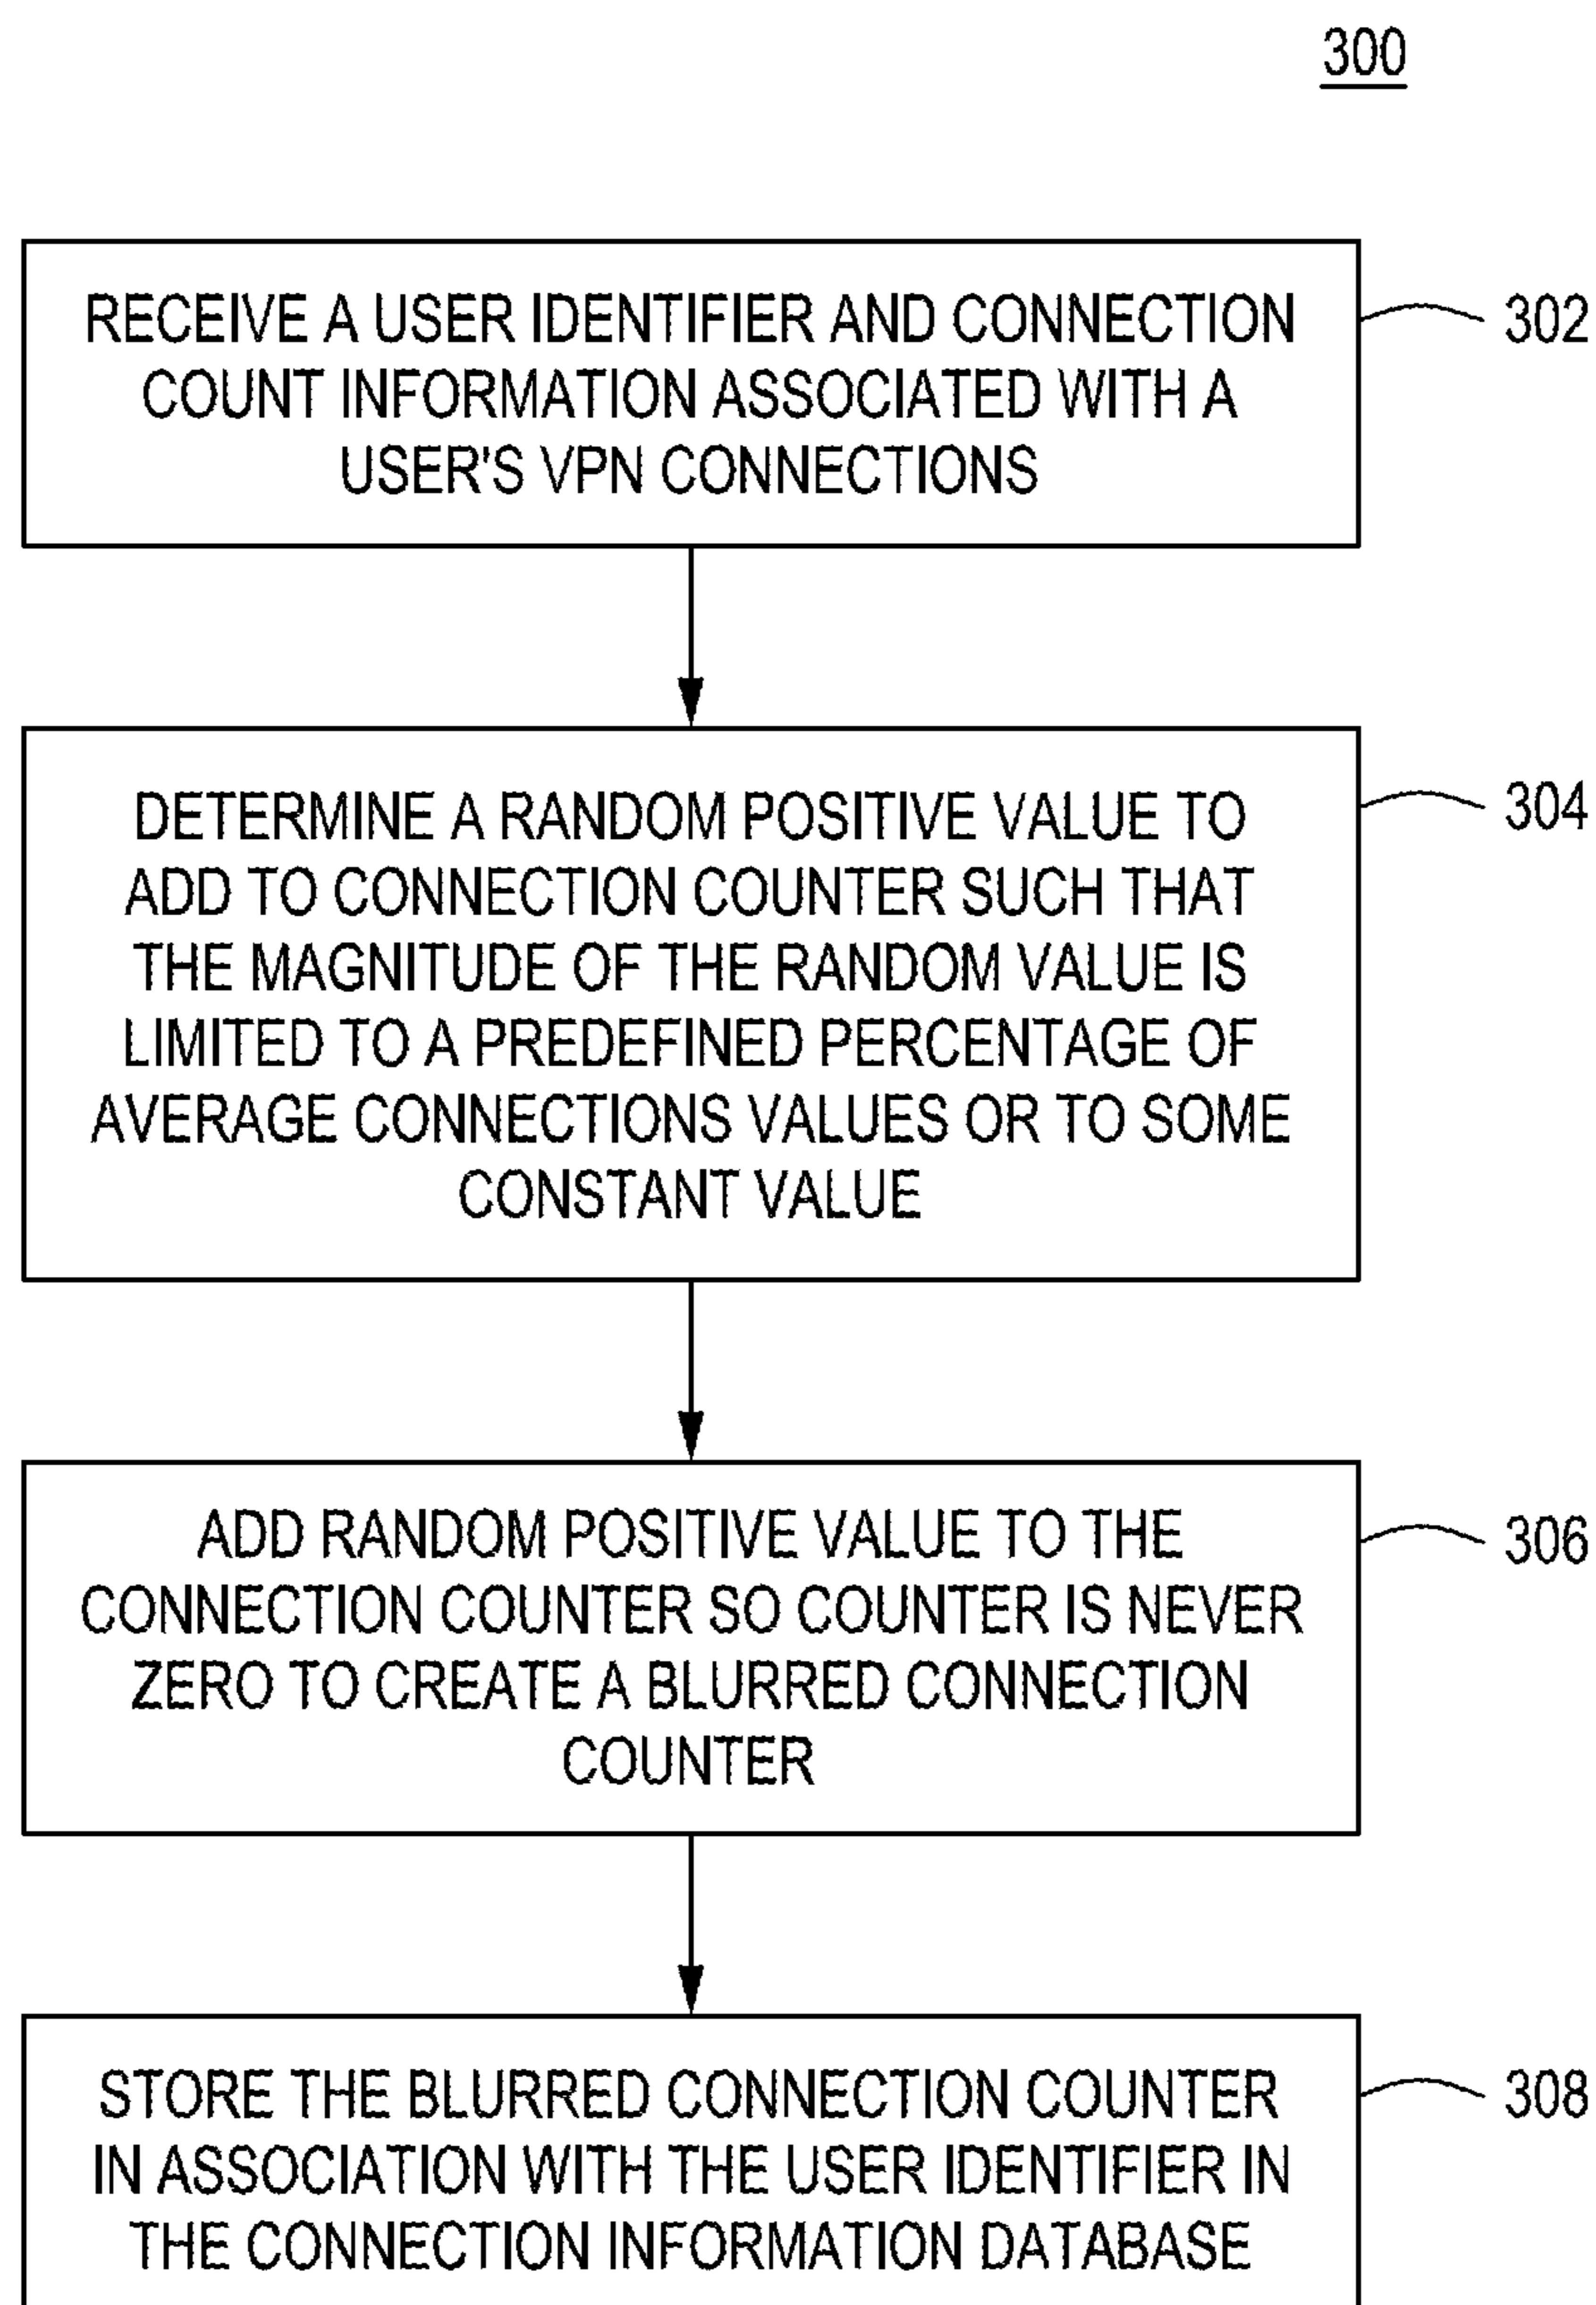 300
RECEIVE A USER IDENTIFIER AND CONNECTION
COUNT INFORMATION ASSOCIATED WITH A
USER'S VPN CONNECTIONS
302
DETERMINE A RANDOM POSITIVE VALUE TO
ADD TO CONNECTION COUNTER SUCH THAT
THE MAGNITUDE OF THE RANDOM VALUE IS
LIMITED TO A PREDEFINED PERCENTAGE OF
AVERAGE CONNECTIONS VALUES OR TO SOME
CONSTANT VALUE
304
ADD RANDOM POSITIVE VALUE TO THE
CONNECTION COUNTER SO COUNTER IS NEVER
ZERO TO CREATE A BLURRED CONNECTION
COUNTER
306
STORE THE BLURRED CONNECTION COUNTER
IN ASSOCIATION WITH THE USER IDENTIFIER IN
THE CONNECTION INFORMATION DATABASE
308